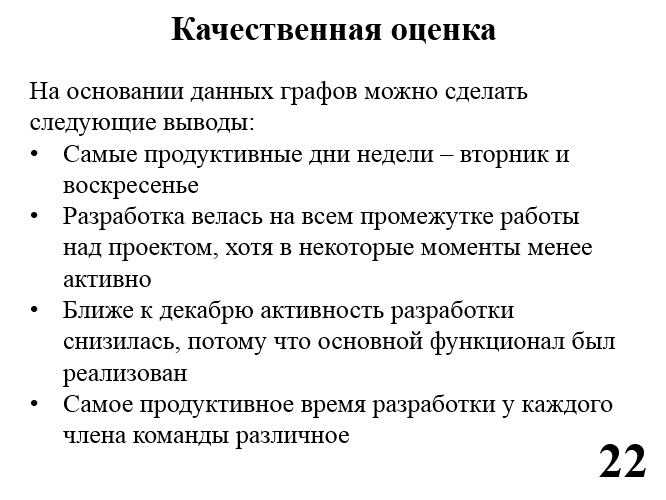 Качественная оценка
На основании данных графов можно сделать
следующие выводы:
• Самые продуктивные дни недели – вторник и
воскресенье
• Разработка велась на всем промежутке работы
над проектом, хотя в некоторые моменты менее
активно
• Ближе к декабрю активность разработки
снизилась, потому что основной функционал был
реализован
• Самое продуктивное время разработки у каждого
члена команды различное
22